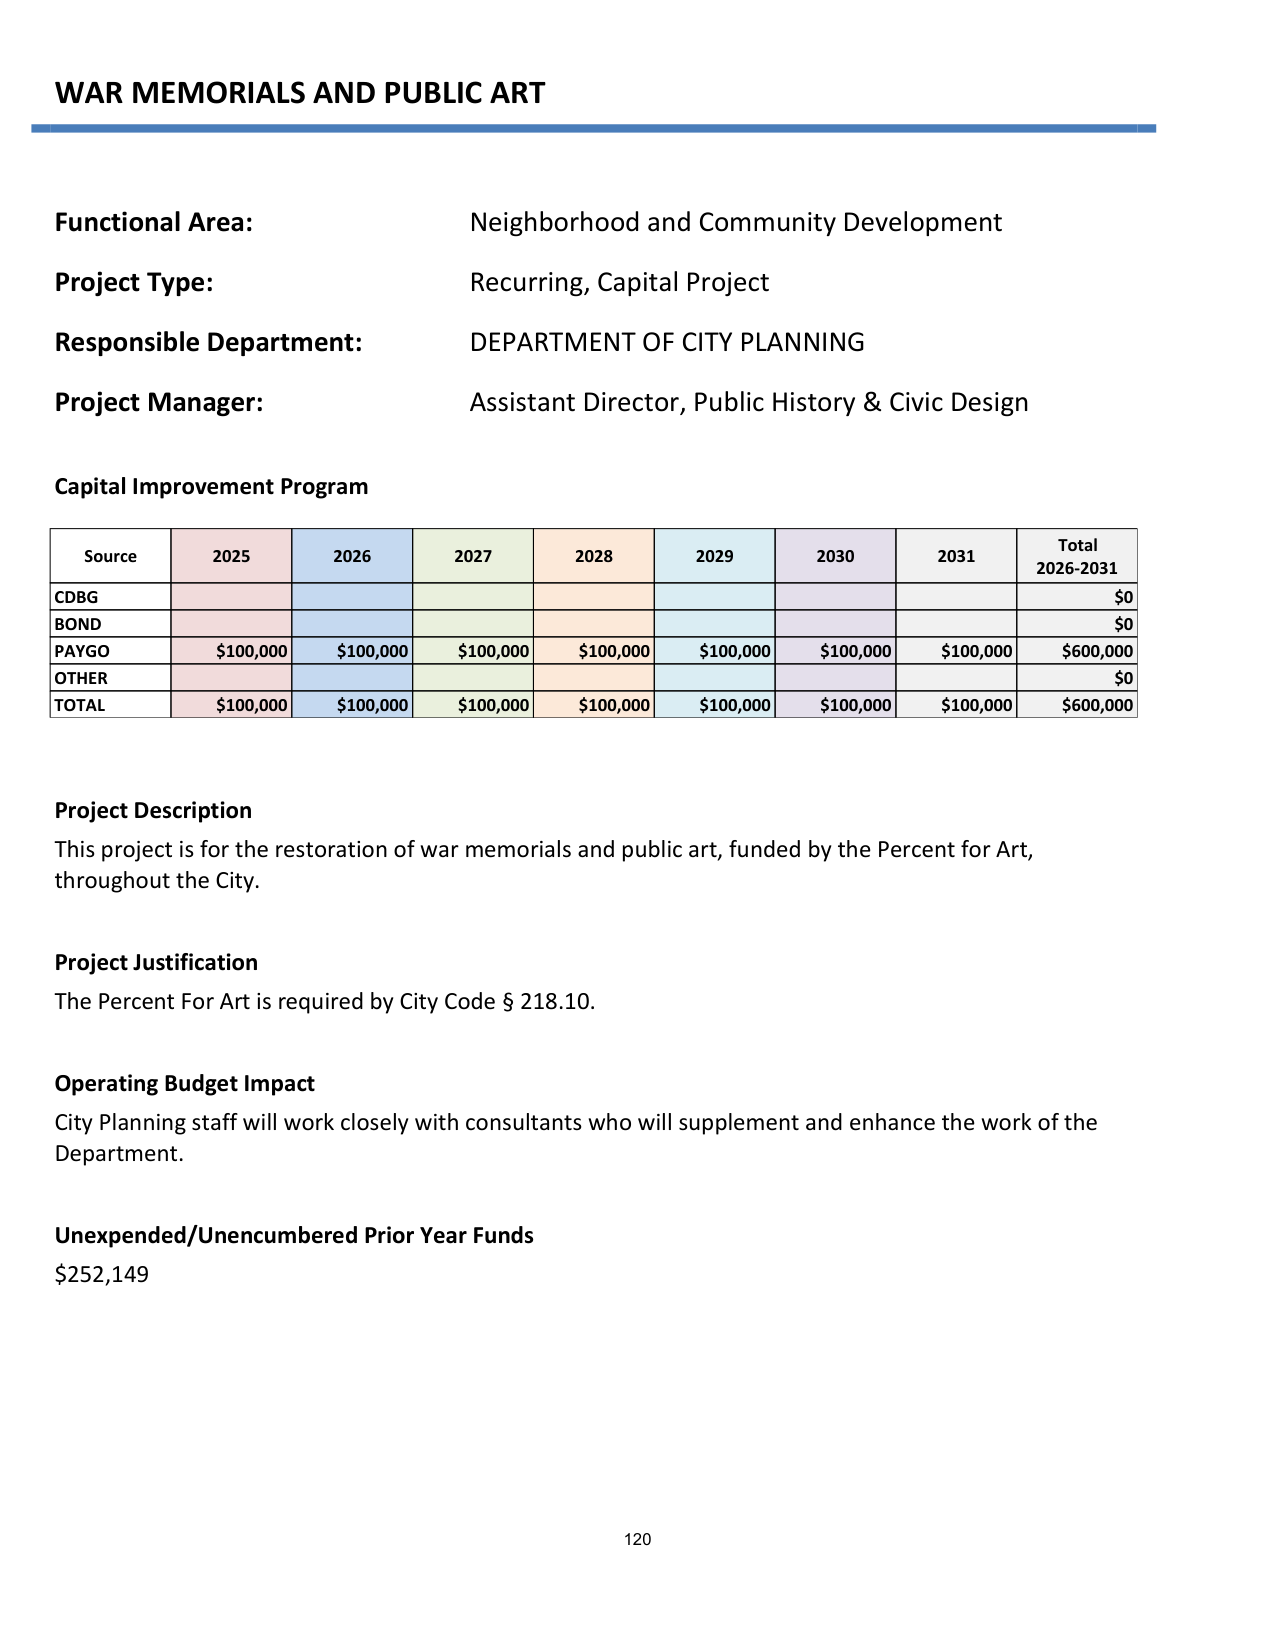 WAR MEMORIALS AND PUBLIC ART
Functional Area: Neighborhood and Community Development
Project Type: Recurring, Capital Project
Responsible Department: DEPARTMENT OF CITY PLANNING
Project Manager: Assistant Director, Public History & Civic Design
Capital Improvement Program
Source 2025 2026 2027 2028 2029 2030 2031 Total 2026-2031
CDBG $0
BOND $0
PAYGO $100,000 $100,000 $100,000 $100,000 $100,000 $100,000 $100,000 $600,000
OTHER $0
TOTAL $100,000 $100,000 $100,000 $100,000 $100,000 $100,000 $100,000 $600,000
Project Description
This project is for the restoration of war memorials and public art, funded by the Percent for Art,
throughout the City.
Project Justification
The Percent For Art is required by City Code § 218.10.
Operating Budget Impact
City Planning staff will work closely with consultants who will supplement and enhance the work of the
Department.
Unexpended/Unencumbered Prior Year Funds
$252,149
120